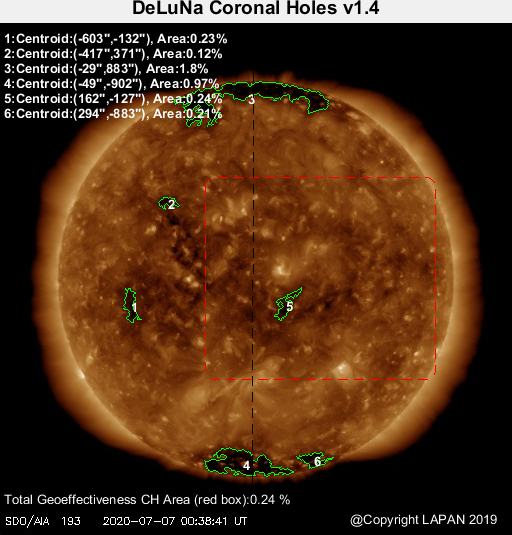 DeLuNa Coronal Holes v1.4
1:Centroid:(-603",-132"), Area:0.23%
2:Centroid:(-417",371"), Area:0.12%
3:Centroid:(-29",883"), Area:1.8%
4:Centroid:(-49",-902"), Area:0.97%
5:Centroid:(162",-127"), Area:0.24%
6:Centroid:(294",-883"), Area:0.21%
3
2
1
5
4
6
Total Geoeffectiveness CH Area (red box):0.24 %
SDO/AIA 193 2020-07-07 00:38:41 UT
@Copyright LAPAN 2019